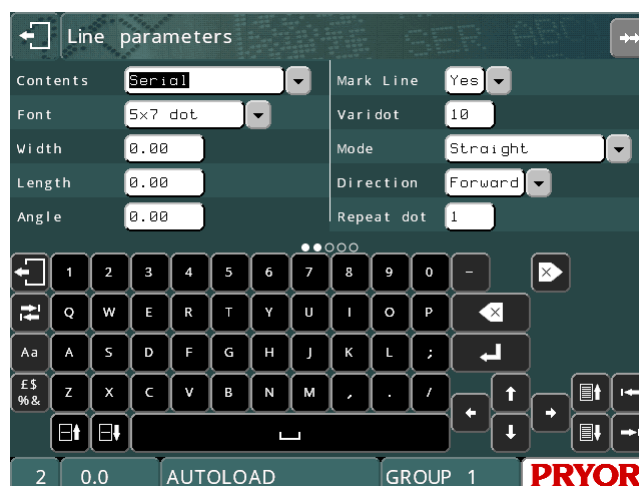 Line parameters
Contents Serial Mark Line Yes
Font 5x7 dot Varidot 10
Width 0.00 Mode Straight
Length 0.00 Direction Forward
Angle 0.00 Repeat dot 1
1 2 3 4 5 6 7 8 9 0 -
Q W E R T Y U I O P
Aa A S D F G H J K L ;
£$ %& Z X C V B N M , . /
2 0.0 AUTOLOAD GROUP 1 PRYOR